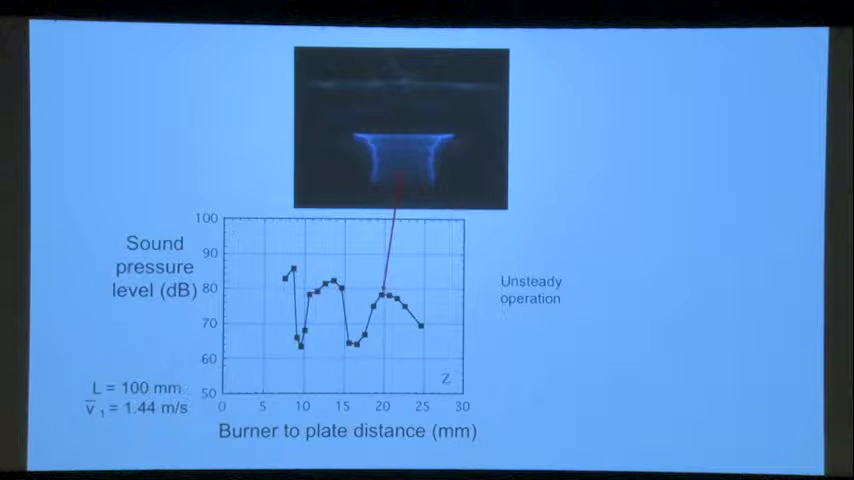 100
Sound
pressure
level (dB)
90
80
70
60
50
Unsteady
operation
z
L = 100 mm
v̅ 1 = 1.44 m/s
0 5 10 15 20 25 30
Burner to plate distance (mm)